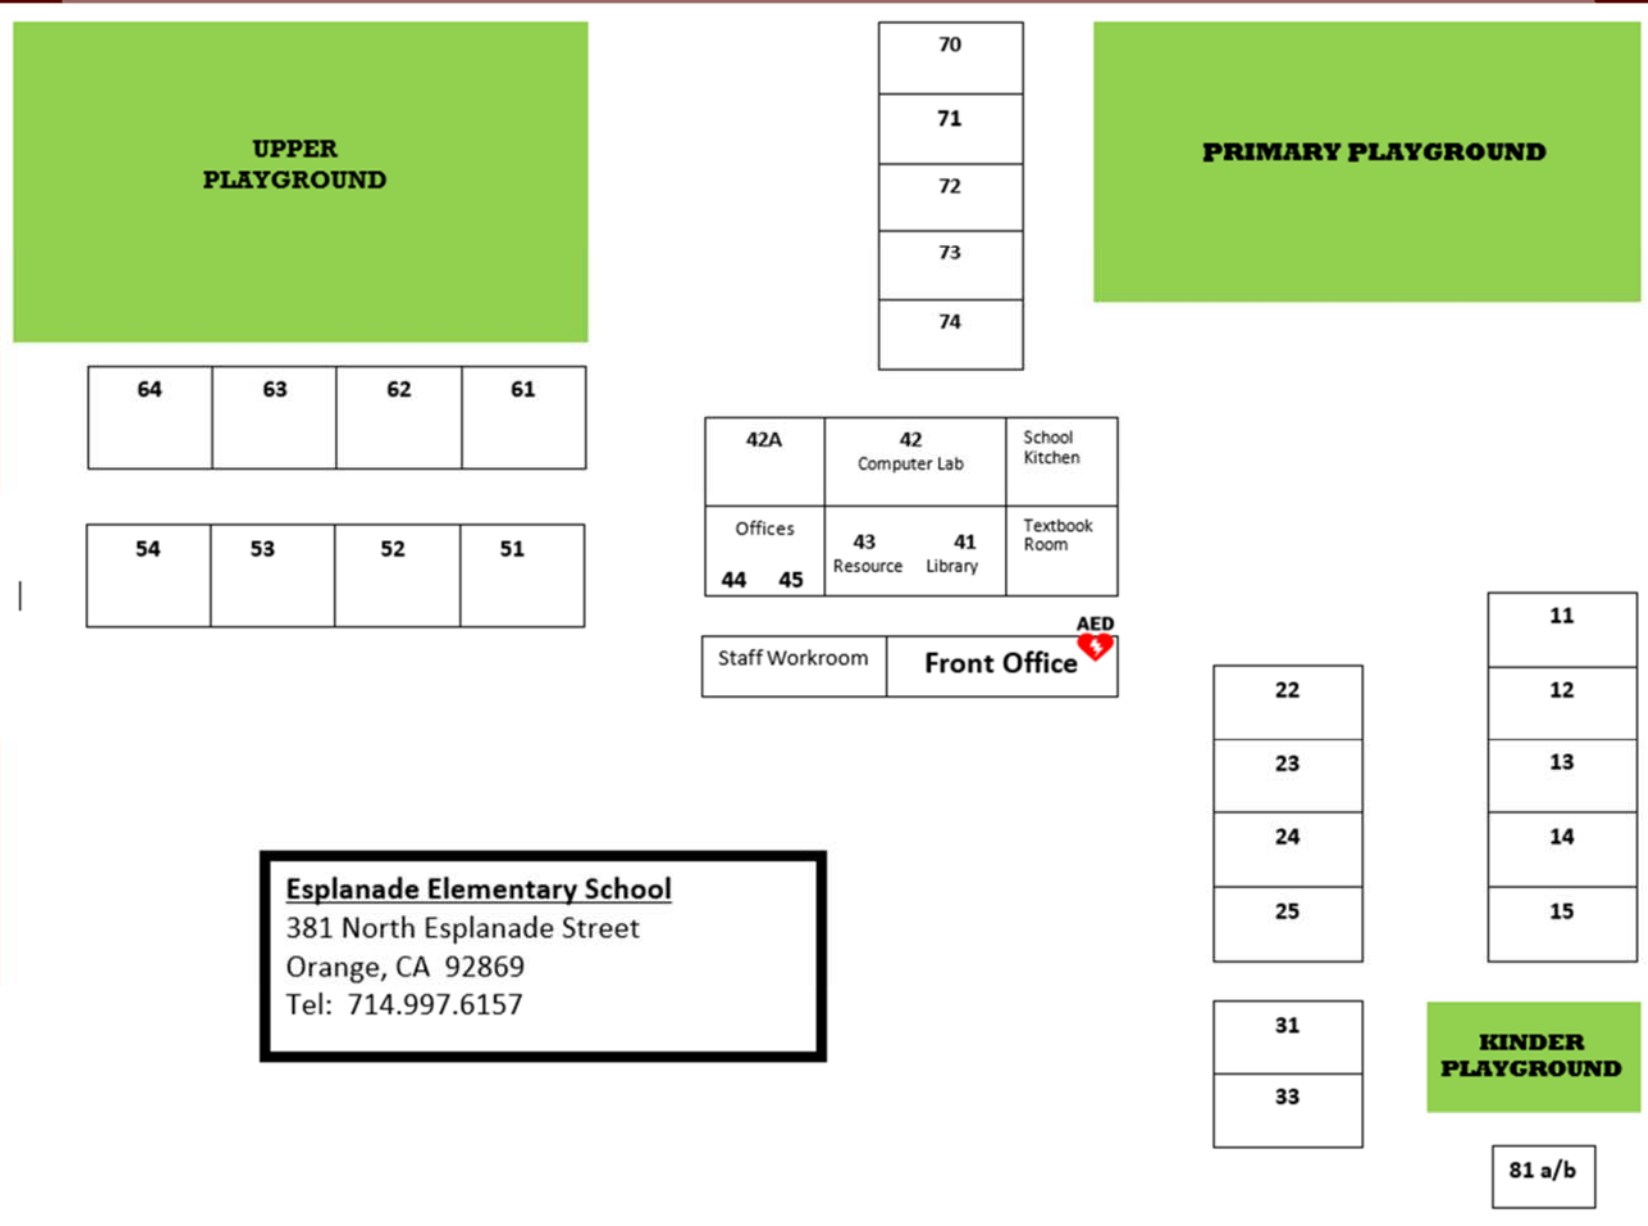 UPPER
PLAYGROUND
70
71
72
73
74
PRIMARY PLAYGROUND
64 63 62 61
54 53 52 51
42A
42
Computer Lab
School
Kitchen
Offices
44 45
43
Resource
41
Library
Textbook
Room
AED
Staff Workroom
Front Office
22
23
24
25
11
12
13
14
15
31
33
KINDER
PLAYGROUND
81 a/b
Esplanade Elementary School
381 North Esplanade Street
Orange, CA 92869
Tel: 714.997.6157